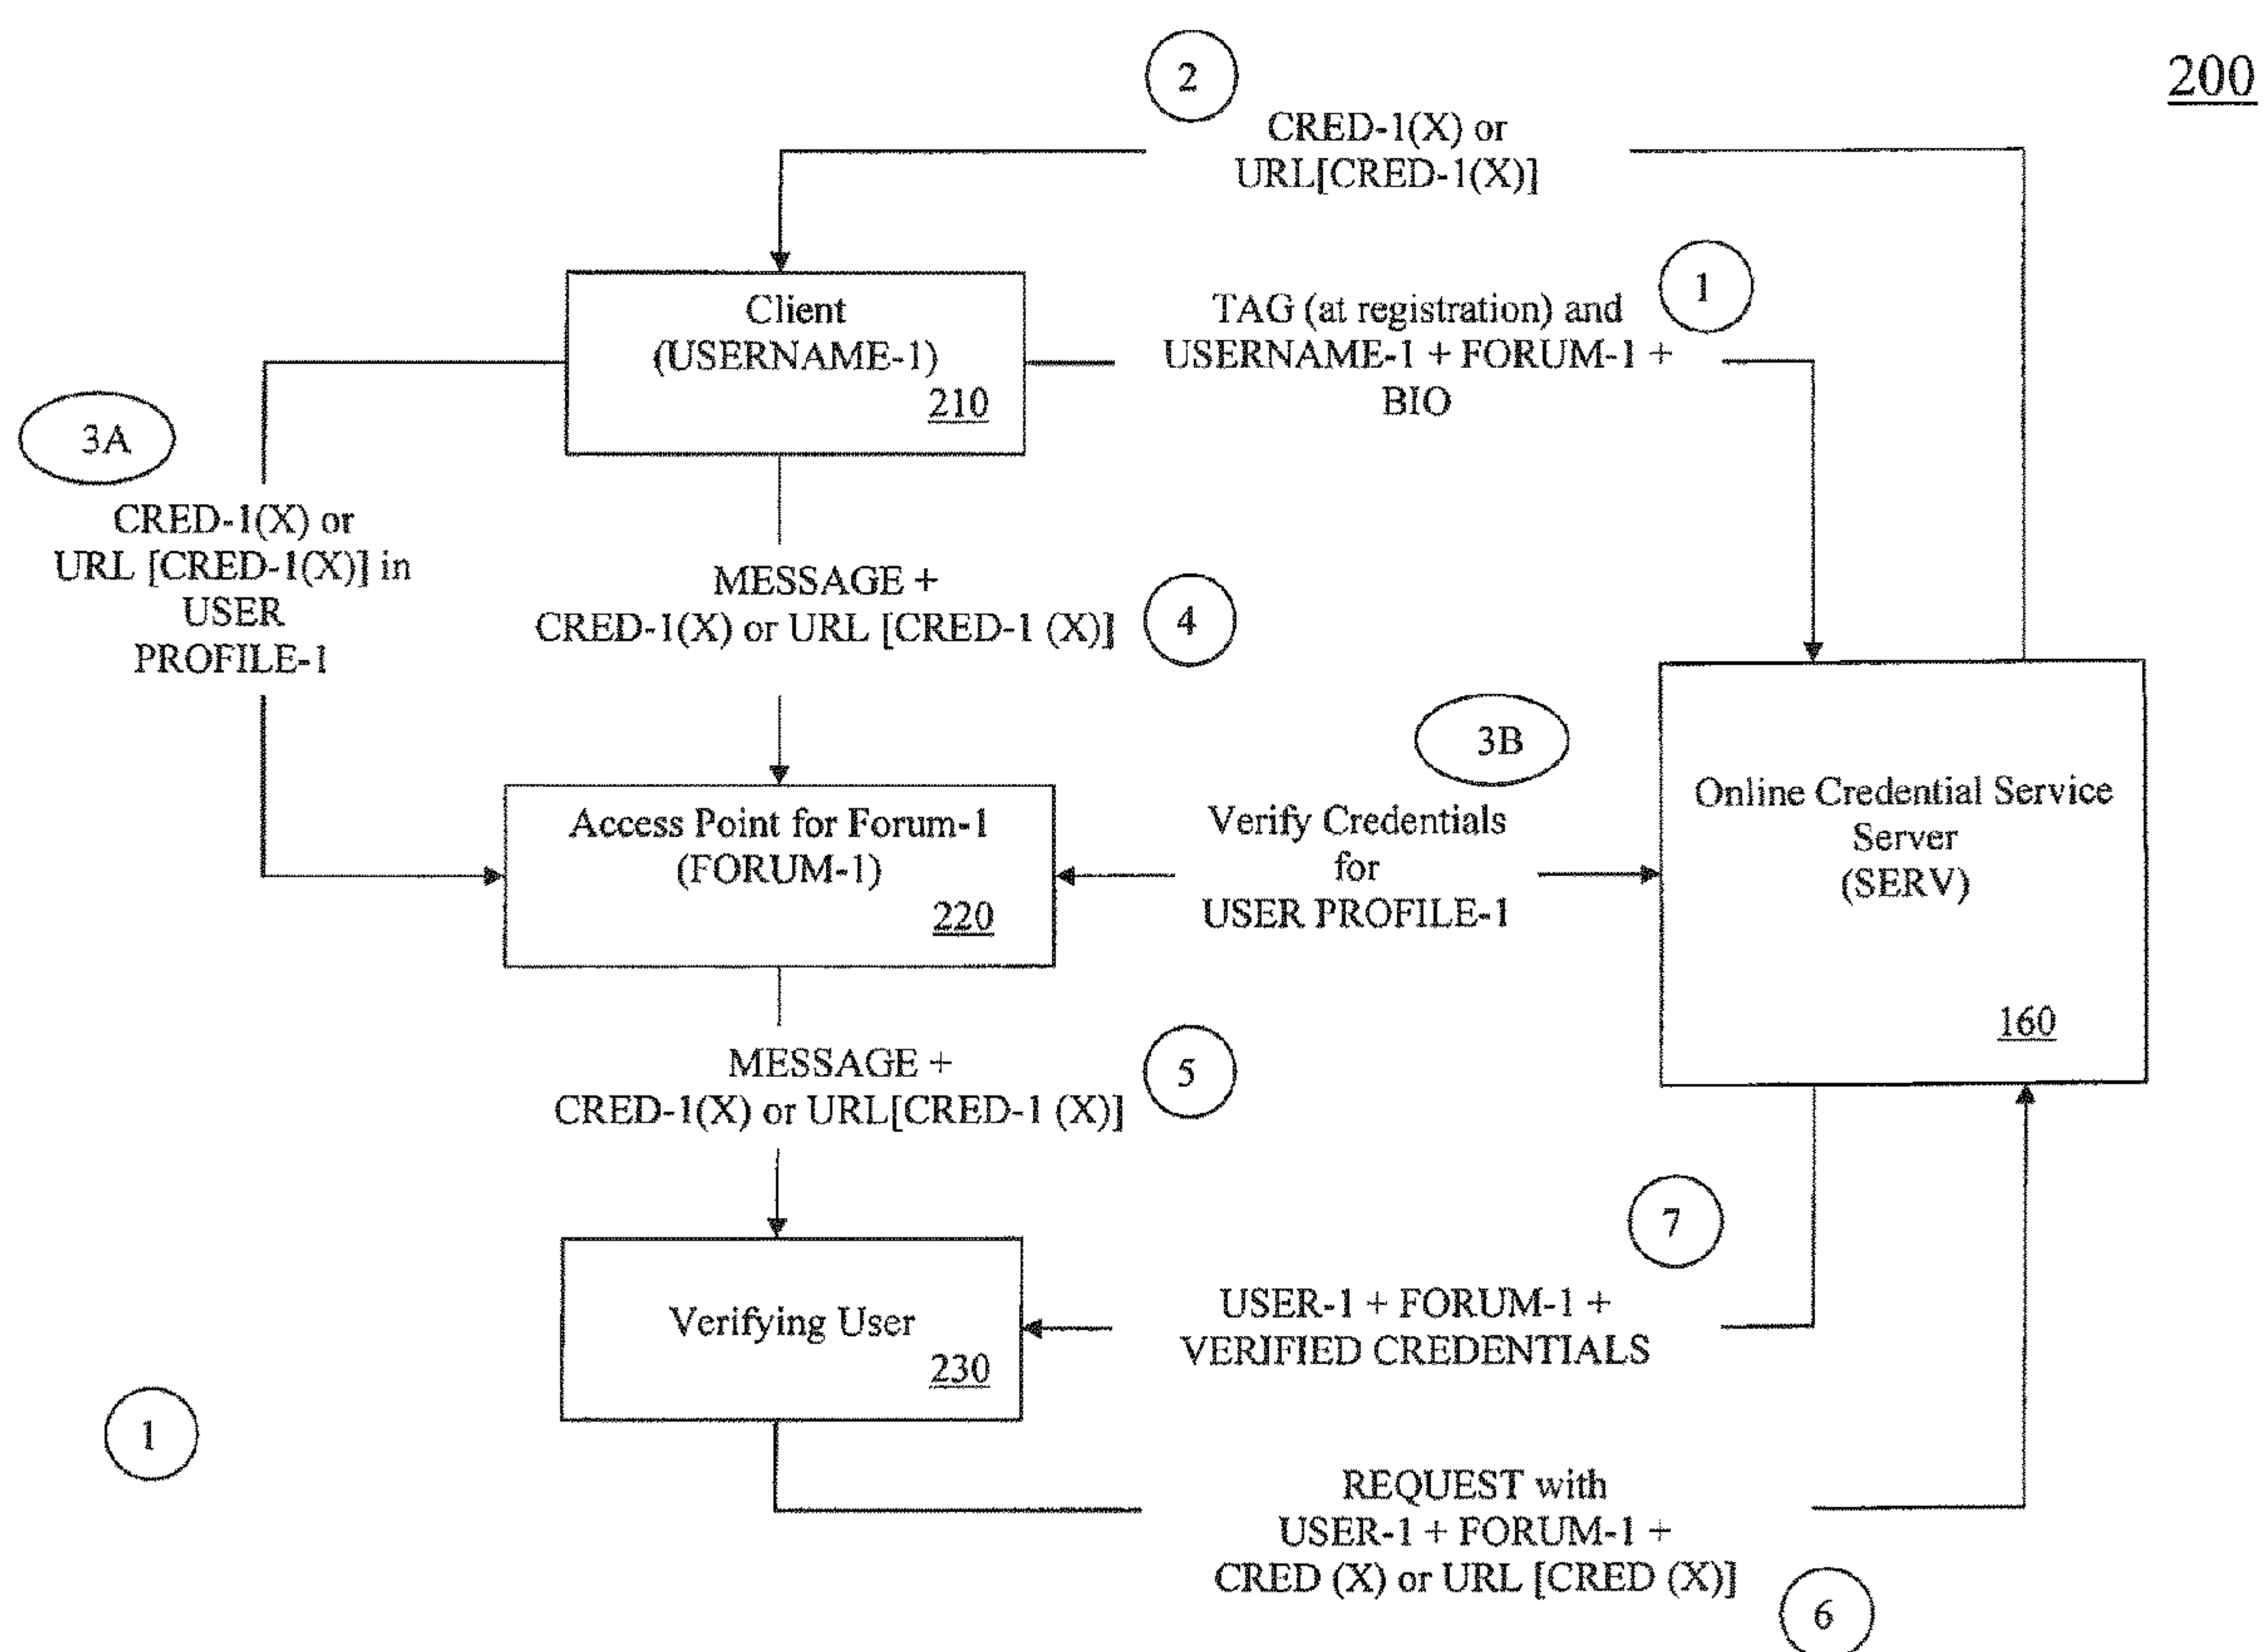 200
2
CRED-1(X) or
URL[CRED-1(X)]
1
TAG (at registration) and
USERNAME-1 + FORUM-1 +
BIO
Client
(USERNAME-1)
210
3A
CRED-1(X) or
URL [CRED-1(X)] in
USER
PROFILE-1
MESSAGE +
CRED-1(X) or URL [CRED-1 (X)]
4
3B
Verify Credentials
for
USER PROFILE-1
Online Credential Service
Server
(SERV)
160
Access Point for Forum-1
(FORUM-1)
220
MESSAGE +
CRED-1(X) or URL[CRED-1 (X)]
5
7
USER-1 + FORUM-1 +
VERIFIED CREDENTIALS
Verifying User
230
1
REQUEST with
USER-1 + FORUM-1 +
CRED (X) or URL [CRED (X)]
6